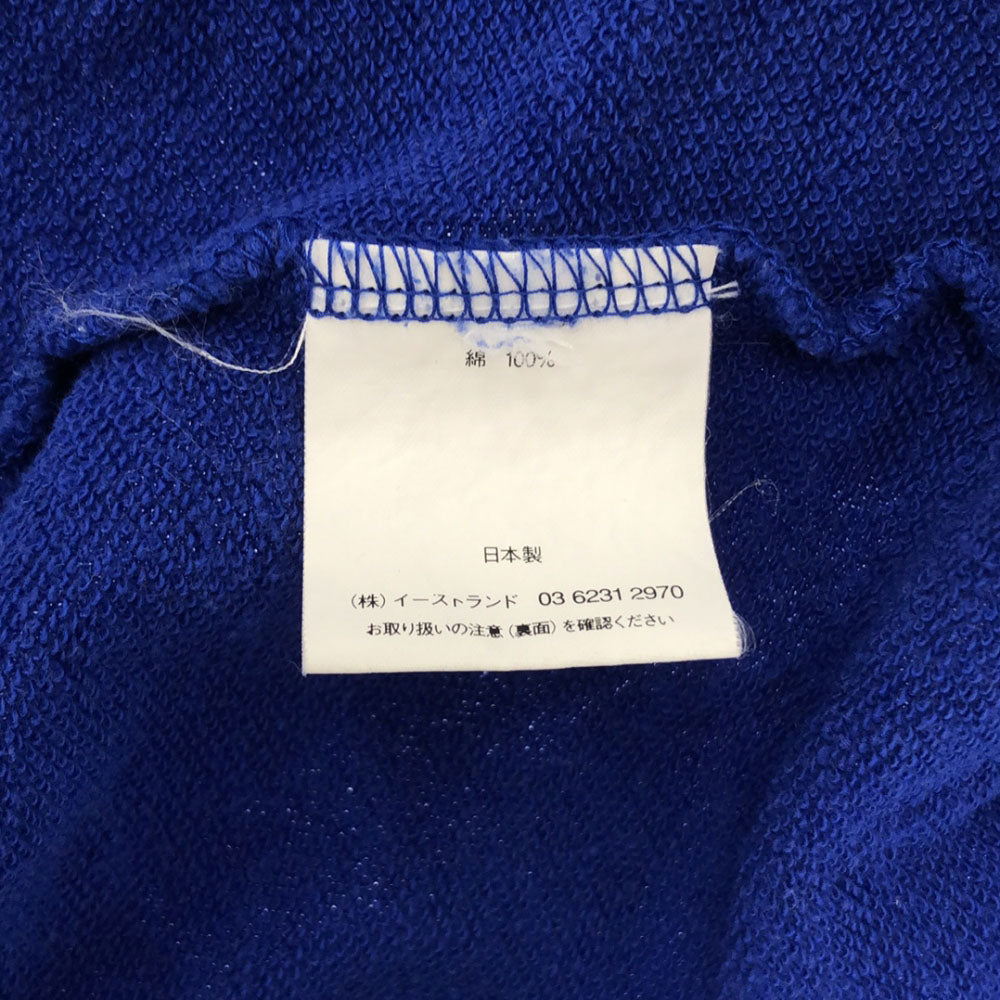 綿 100%
日本製
(株)イーストランド 03 6231 2970
お取り扱いの注意(裏面)を確認ください